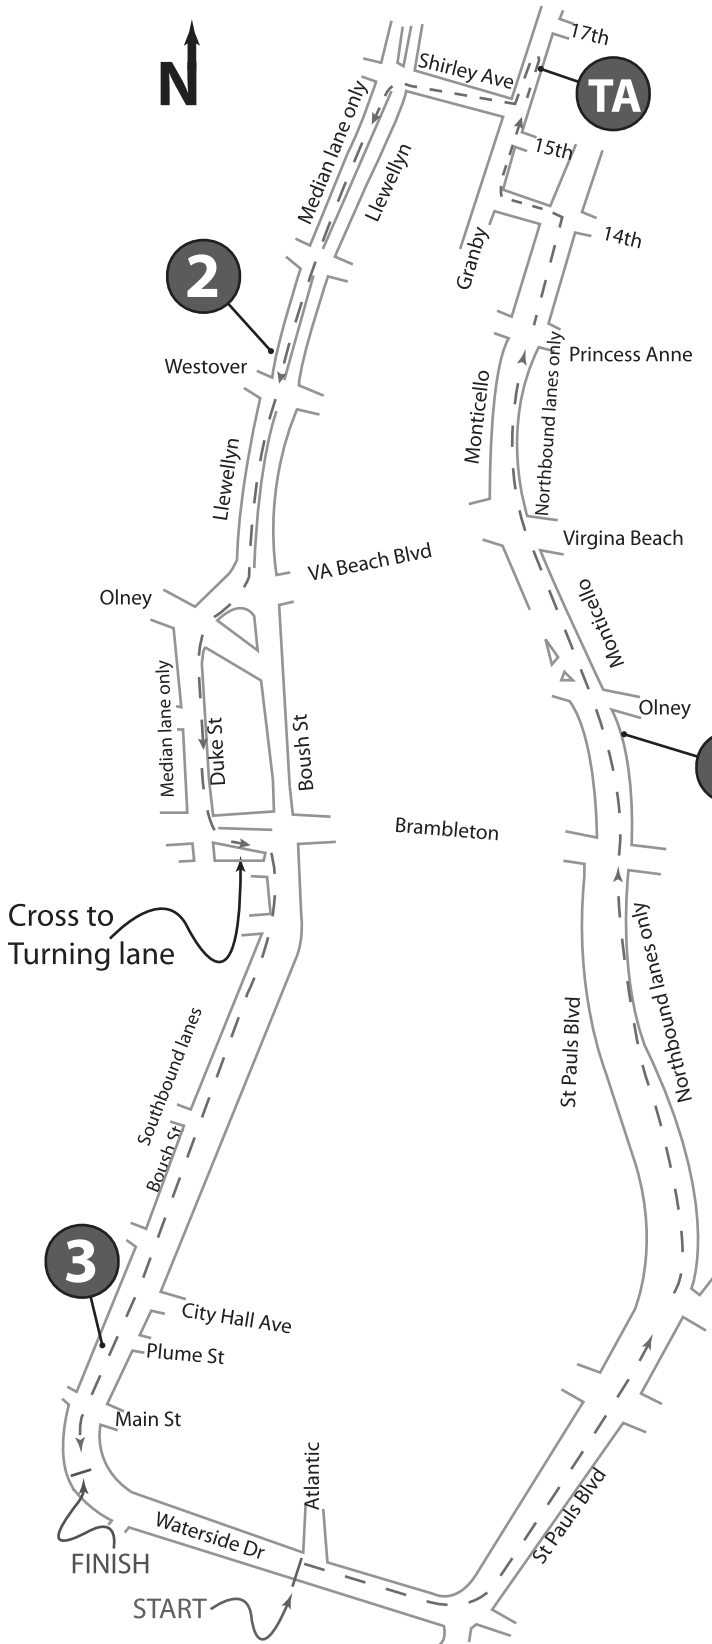 17th
N
Shirley Ave
TA
Median lane only
Llewellyn
15th
14th
Granby
2
Westover
Princess Anne
Monticello
Northbound lanes only
Llewellyn
VA Beach Blvd
Virgina Beach
Olney
Monticello
Median lane only
Duke St
Boush St
Olney
Brambleton
Cross to
Turning lane
Northbound lanes only
St Pauls Blvd
Southbound lanes
Boush St
3
City Hall Ave
Plume St
Main St
Atlantic
Waterside Dr
St Pauls Blvd
FINISH
START